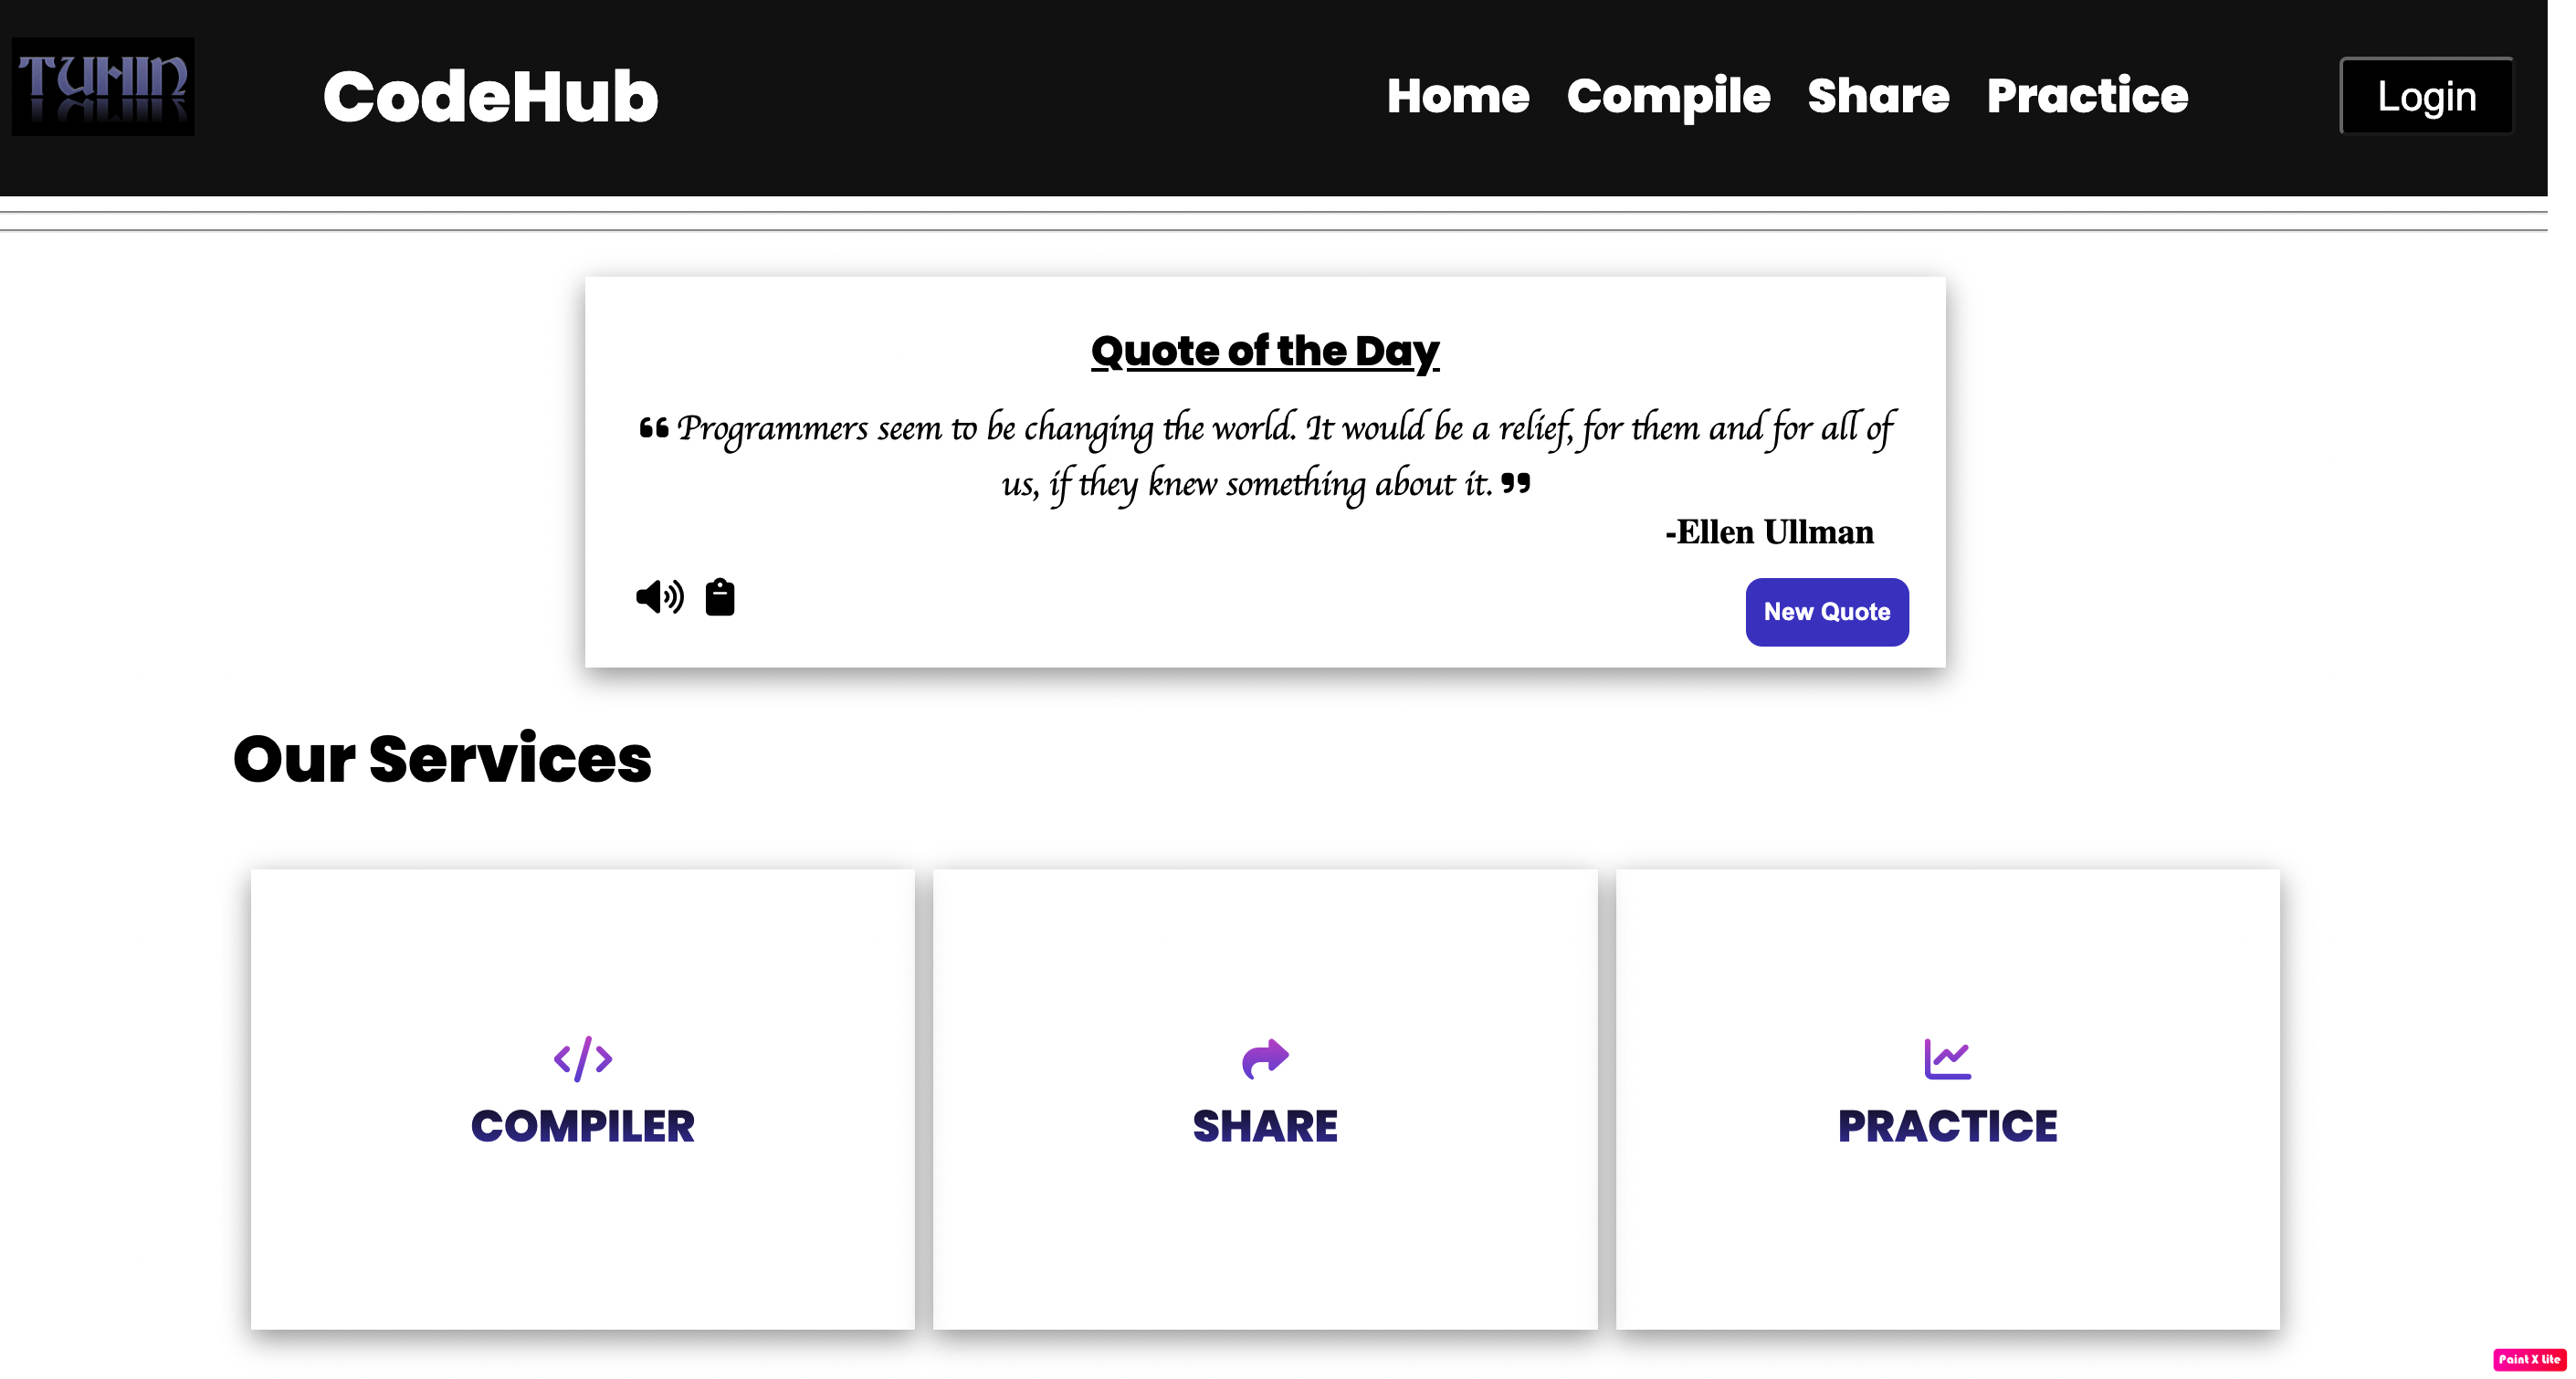 TUHIN
CodeHub
Home Compile Share Practice
Login
Quote of the Day
❝ Programmers seem to be changing the world. It would be a relief, for them and for all of
us, if they knew something about it. ❞
-Ellen Ullman
New Quote
Our Services
COMPILER
SHARE
PRACTICE
Paint X Lite